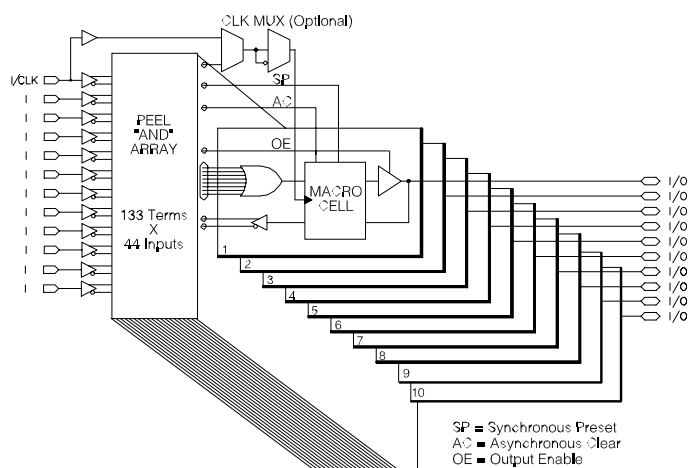 CLK MUX (Optional)
I/CLK
I
I
I
I
I
I
I
I
I
I
I
PEEL
"AND"
ARRAY
133 Terms
X
44 Inputs
SP
AC
OE
MACRO
CELL
1
2
3
4
5
6
7
8
9
10
I/O
I/O
I/O
I/O
I/O
I/O
I/O
I/O
I/O
I/O
SP = Synchronous Preset
AC = Asynchronous Clear
OE = Output Enable